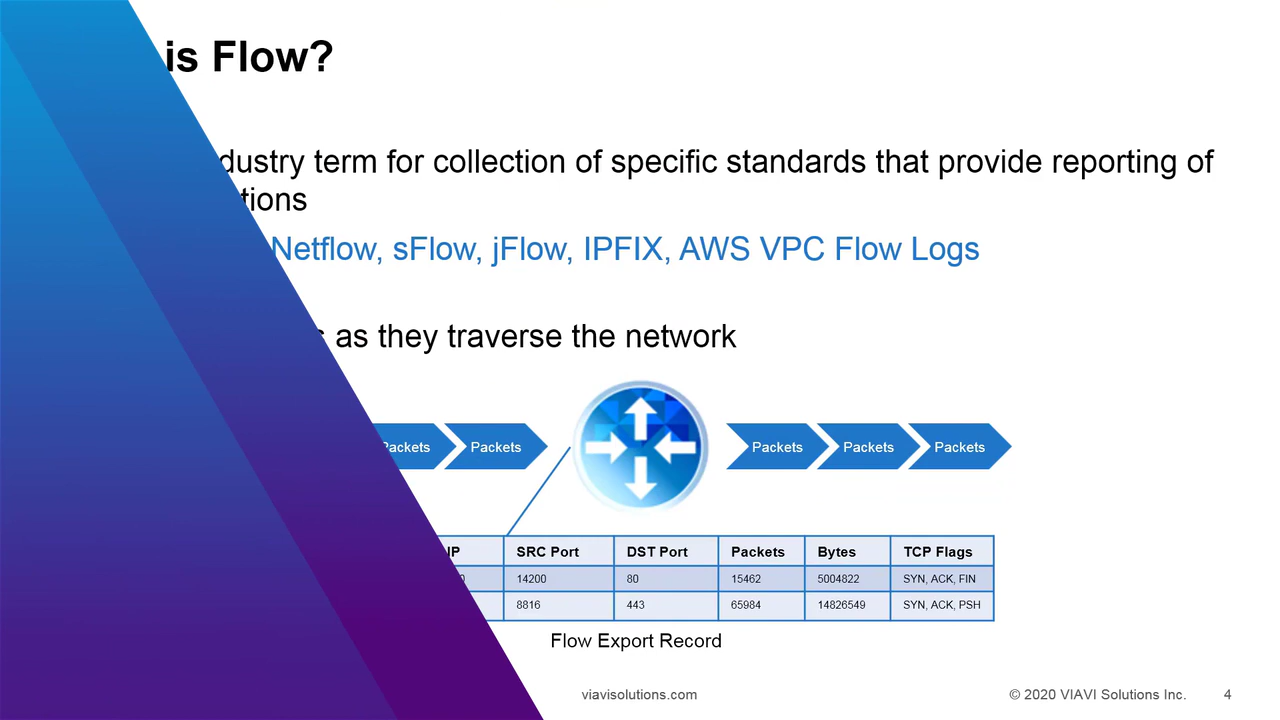 is Flow?
dustry term for collection of specific standards that provide reporting of
tions
Netflow, sFlow, jFlow, IPFIX, AWS VPC Flow Logs
as they traverse the network
Packets Packets Packets Packets Packets
IP SRC Port DST Port Packets Bytes TCP Flags
0 14200 80 15462 5004822 SYN, ACK, FIN
8816 443 65984 14826549 SYN, ACK, PSH
Flow Export Record
viavisolutions.com © 2020 VIAVI Solutions Inc. 4